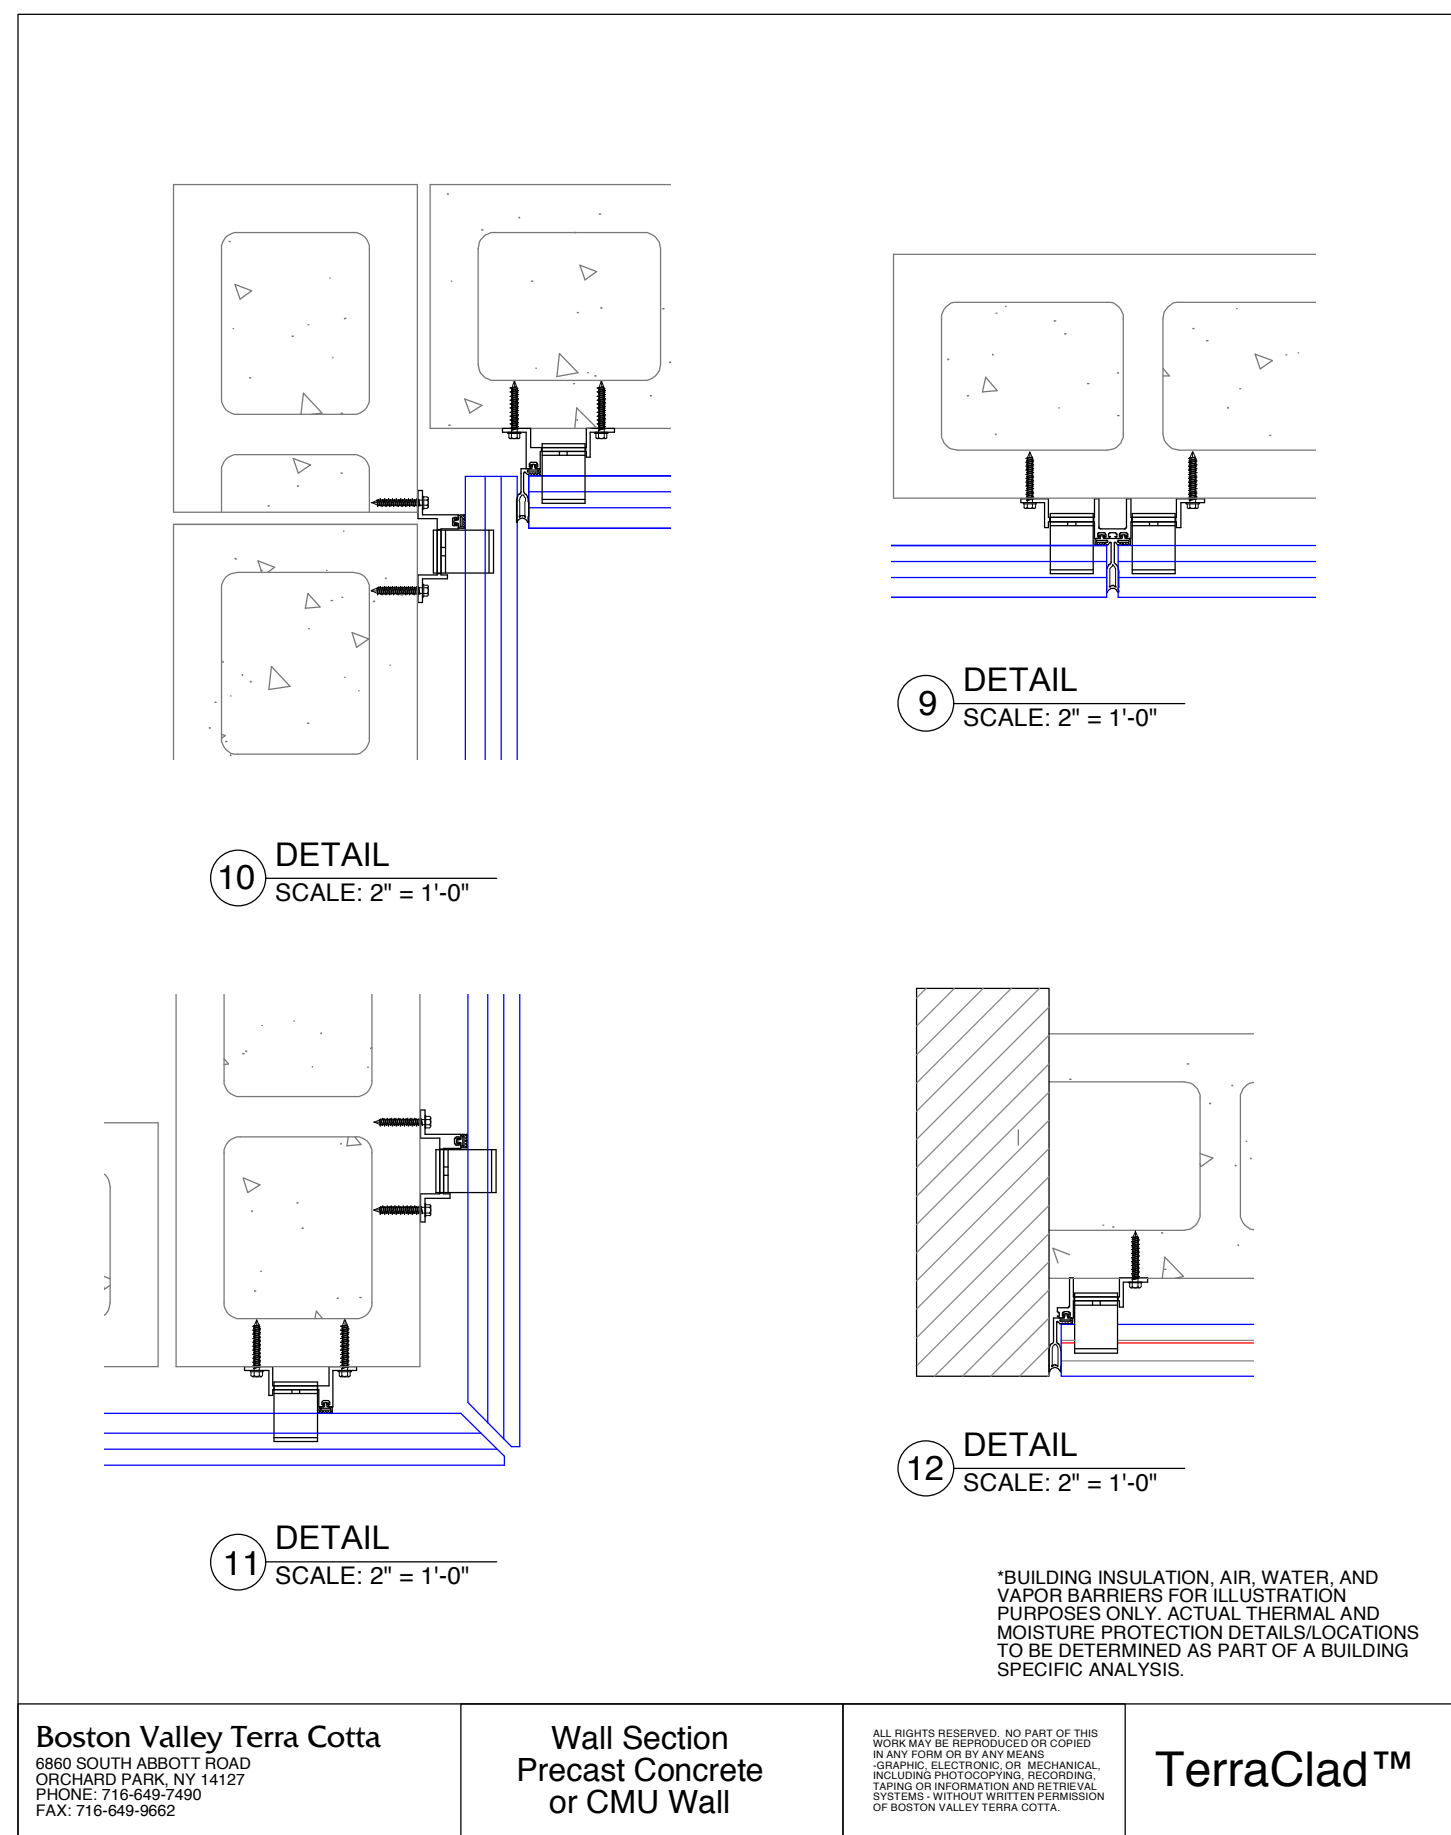 9
DETAIL
SCALE: 2" = 1'-0"
10
DETAIL
SCALE: 2" = 1'-0"
12
DETAIL
SCALE: 2" = 1'-0"
11
DETAIL
SCALE: 2" = 1'-0"
*BUILDING INSULATION, AIR, WATER, AND
VAPOR BARRIERS FOR ILLUSTRATION
PURPOSES ONLY. ACTUAL THERMAL AND
MOISTURE PROTECTION DETAILS/LOCATIONS
TO BE DETERMINED AS PART OF A BUILDING
SPECIFIC ANALYSIS.
Boston Valley Terra Cotta
6860 SOUTH ABBOTT ROAD
ORCHARD PARK, NY 14127
PHONE: 716-649-7490
FAX: 716-649-9662
Wall Section
Precast Concrete
or CMU Wall
ALL RIGHTS RESERVED. NO PART OF THIS
WORK MAY BE REPRODUCED OR COPIED
IN ANY FORM OR BY ANY MEANS
-GRAPHIC, ELECTRONIC, OR MECHANICAL,
INCLUDING PHOTOCOPYING, RECORDING,
TAPING OR INFORMATION AND RETRIEVAL
SYSTEMS - WITHOUT WRITTEN PERMISSION
OF BOSTON VALLEY TERRA COTTA.
TerraClad™